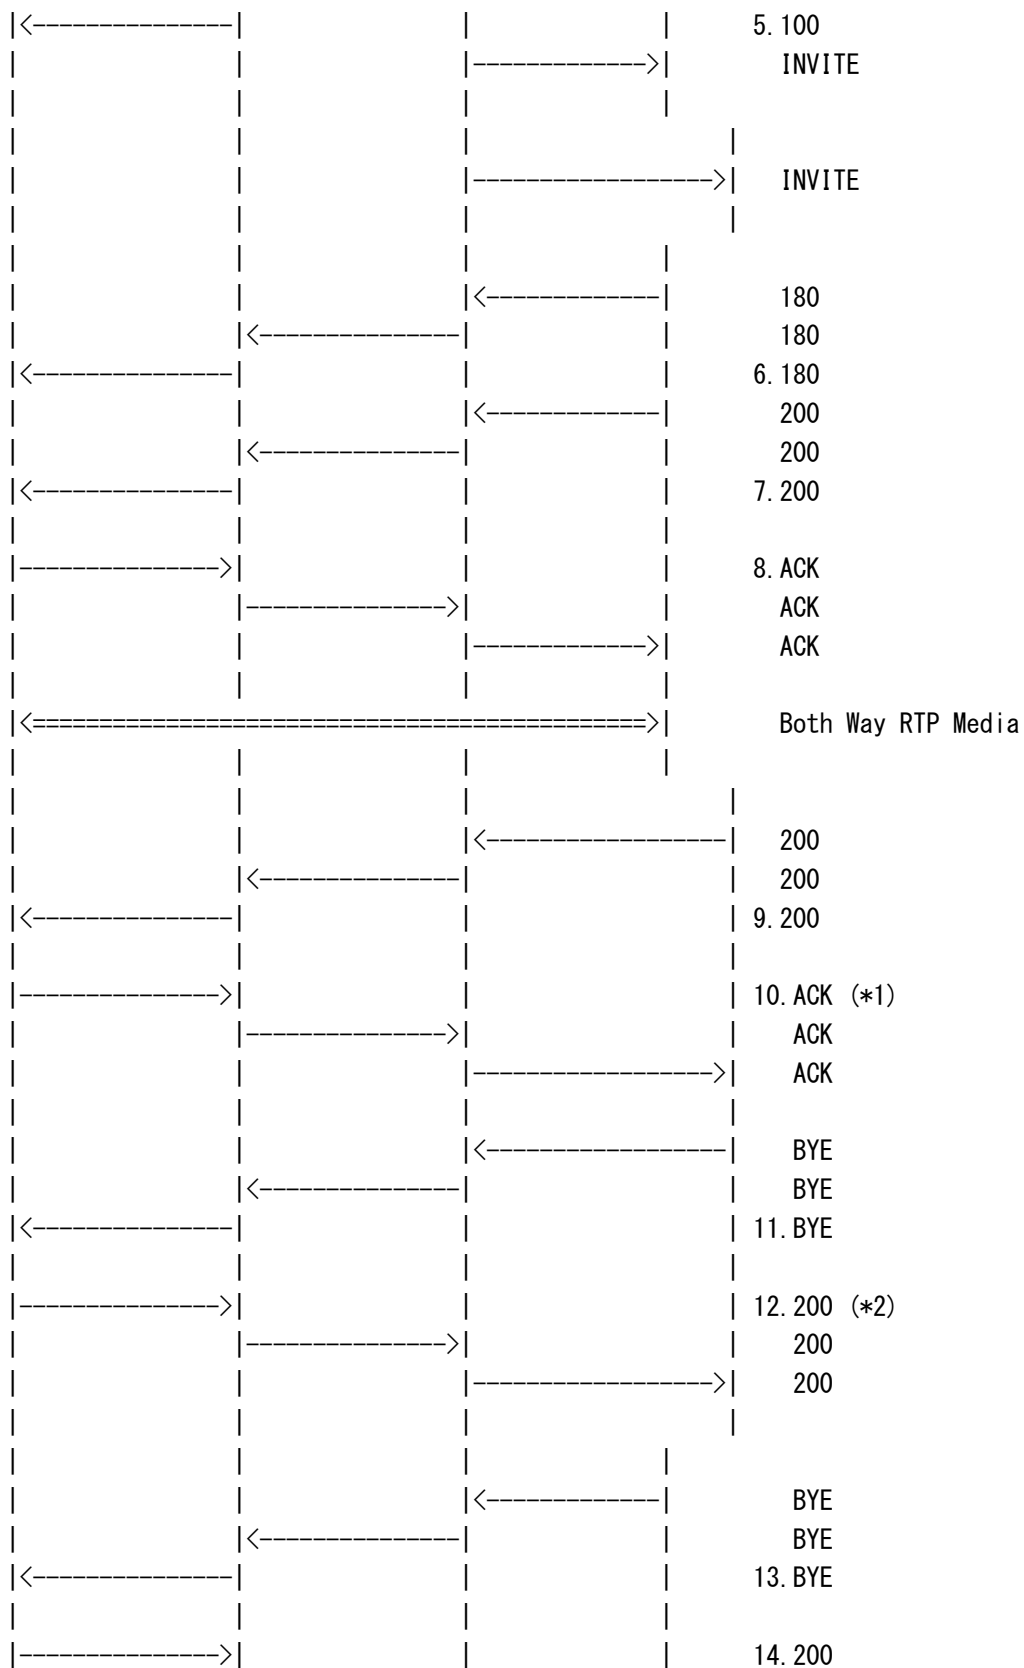 |<---------------| | | 5.100
| | |------------->| INVITE
| | | |
| | | |
| | |------------------>| INVITE
| | | |
| | | |
| | |<-------------| 180
| |<---------------| | 180
|<---------------| | | 6.180
| | |<-------------| 200
| |<---------------| | 200
|<---------------| | | 7.200
| | | |
|--------------->| | | 8.ACK
| |--------------->| | ACK
| | |------------->| ACK
| | | |
|<==============================================>| Both Way RTP Media
| | | |
| | | |
| | |<------------------| 200
| |<---------------| | 200
|<---------------| | | 9.200
| | | |
|--------------->| | | 10.ACK (*1)
| |--------------->| | ACK
| | |------------------>| ACK
| | | |
| | |<------------------| BYE
| |<---------------| | BYE
|<---------------| | | 11.BYE
| | | |
|--------------->| | | 12.200 (*2)
| |--------------->| | 200
| | |------------------>| 200
| | | |
| | | |
| | |<-------------| BYE
| |<---------------| | BYE
|<---------------| | | 13.BYE
| | | |
|--------------->| | | 14.200